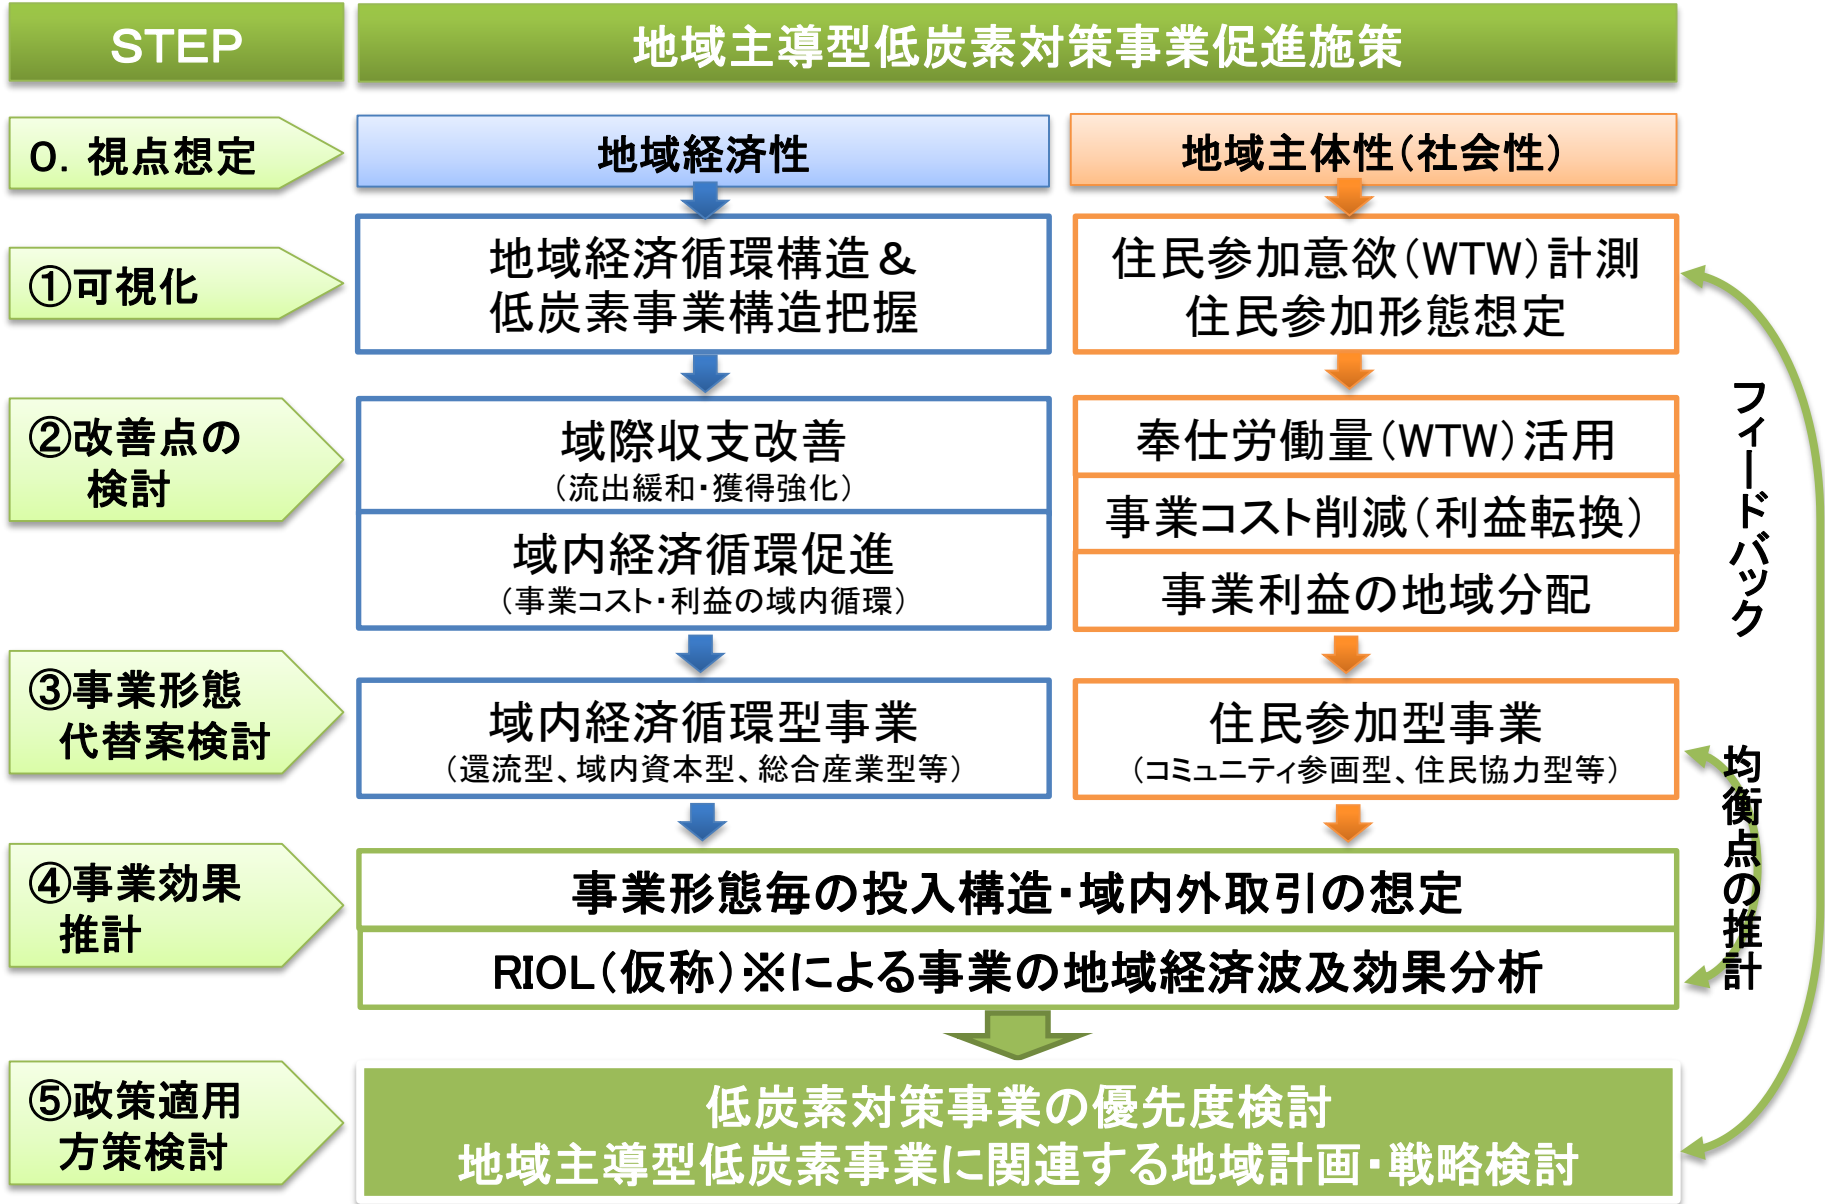 STEP
地域主導型低炭素対策事業促進施策
0. 視点想定
地域経済性
地域主体性(社会性)
①可視化
地域経済循環構造&
低炭素事業構造把握
住民参加意欲(WTW)計測
住民参加形態想定
②改善点の
検討
域際収支改善
(流出緩和・獲得強化)
域内経済循環促進
(事業コスト・利益の域内循環)
奉仕労働量(WTW)活用
事業コスト削減(利益転換)
事業利益の地域分配
③事業形態
代替案検討
域内経済循環型事業
(還流型、域内資本型、総合産業型等)
住民参加型事業
(コミュニティ参画型、住民協力型等)
④事業効果
推計
事業形態毎の投入構造・域内外取引の想定
RIOL(仮称)※による事業の地域経済波及効果分析
⑤政策適用
方策検討
低炭素対策事業の優先度検討
地域主導型低炭素事業に関連する地域計画・戦略検討
フィードバック
均衡点の推計